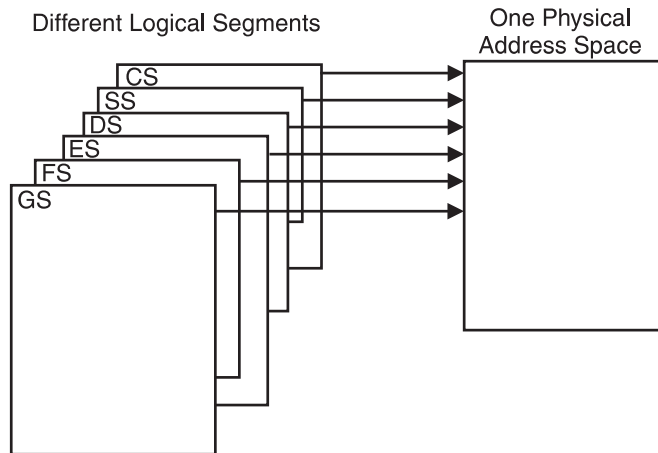 Different Logical Segments
One Physical
Address Space
CS
SS
DS
ES
FS
GS